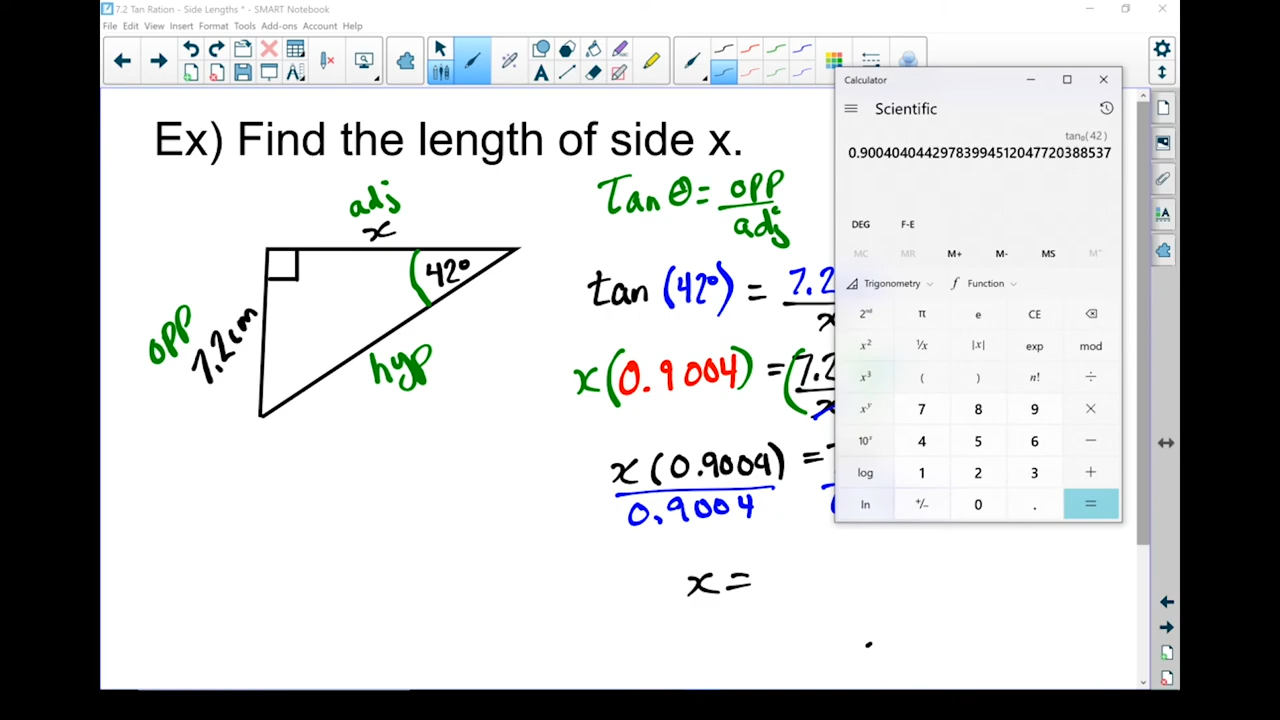 7.2 Tan Ration - Side Lengths * - SMART Notebook
File Edit View Insert Format Tools Add-ons Account Help
Ex) Find the length of side x.
adj
x
42°
opp
7.2cm
hyp
Tan θ = opp
adj
tan (42°) = 7.2
x
x(0.9004) = (7.2
x
x(0.9004) = 7
0.9004
x =
Calculator
Scientific
tan₀(42)
0.90040404429783994512047720388537
DEG F-E
MC MR M+ M- MS M˅
Trigonometry f Function
2ⁿᵈ π e CE
x² ¹/x |x| exp mod
x³ ( ) n! ÷
xʸ 7 8 9 ×
10ˣ 4 5 6 −
log 1 2 3 +
ln +/− 0 . =